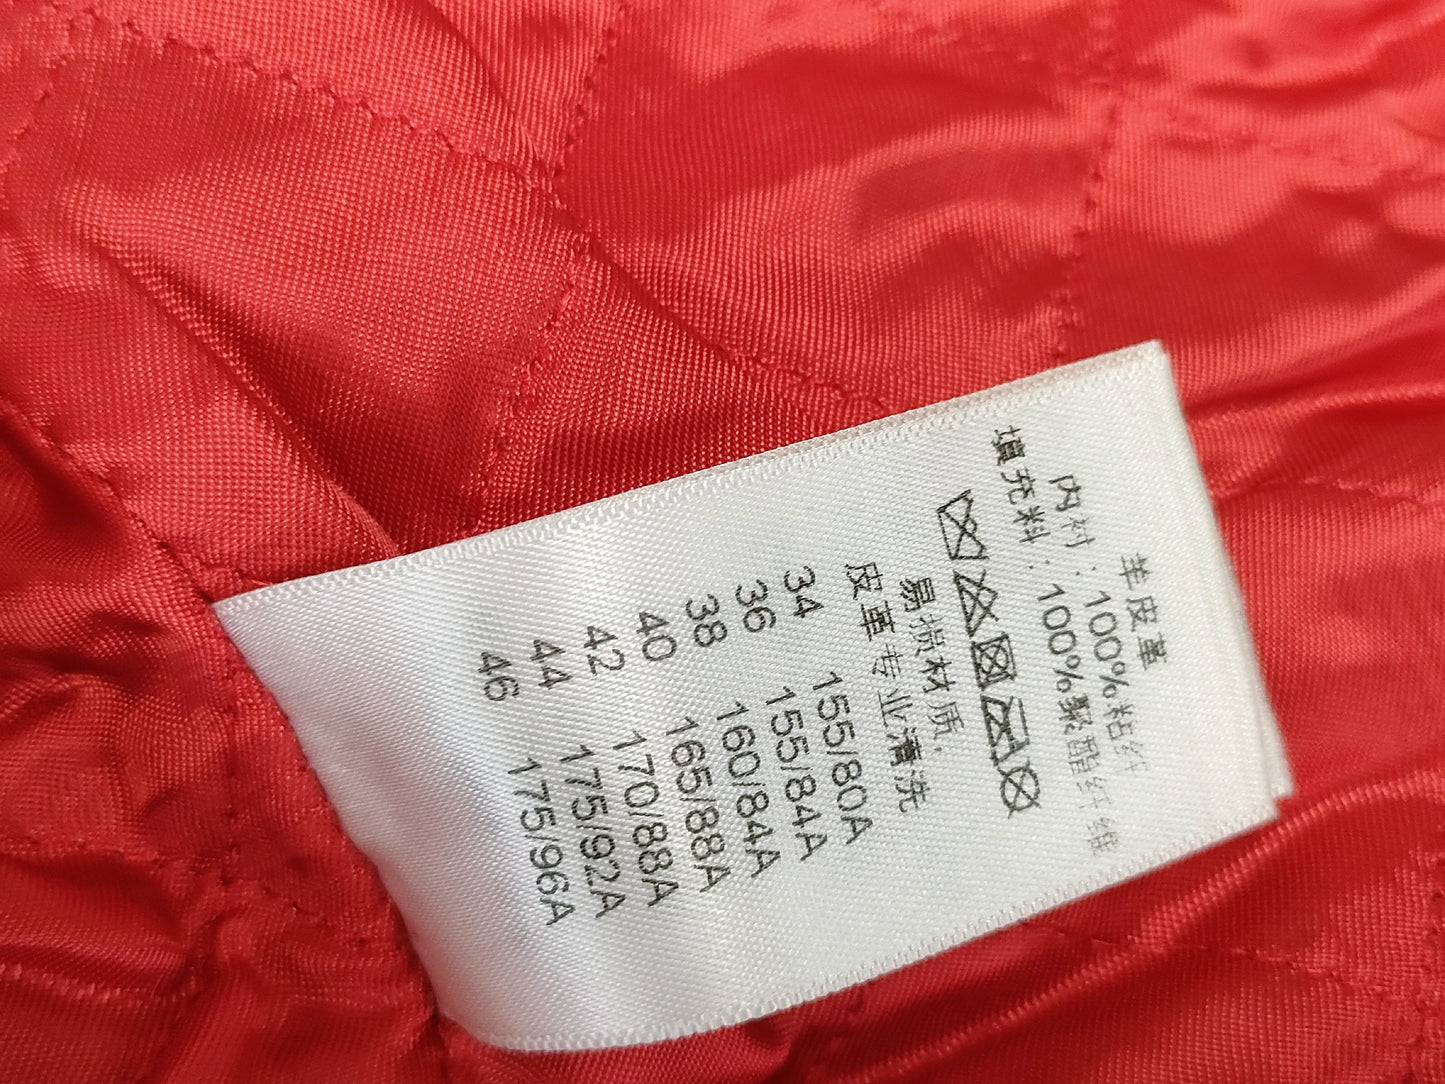 羊皮革
内衬：100%粘纤
填充料：100%聚酯纤维
易损材质,
皮革专业清洗
34 155/80A
36 155/84A
38 160/84A
40 165/88A
42 170/88A
44 175/92A
46 175/96A